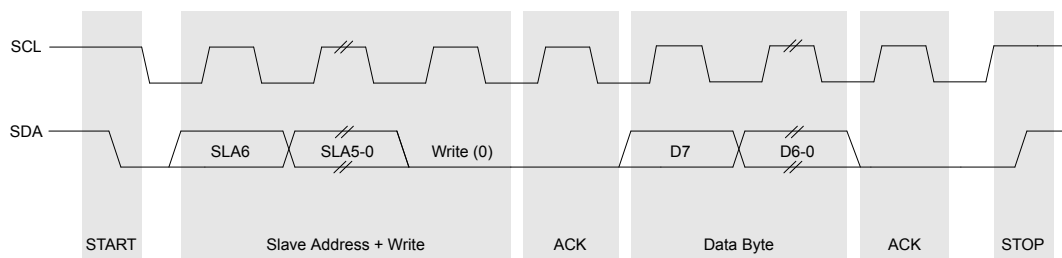 SCL
SDA
SLA6 SLA5-0 Write (0) D7 D6-0
START Slave Address + Write ACK Data Byte ACK STOP